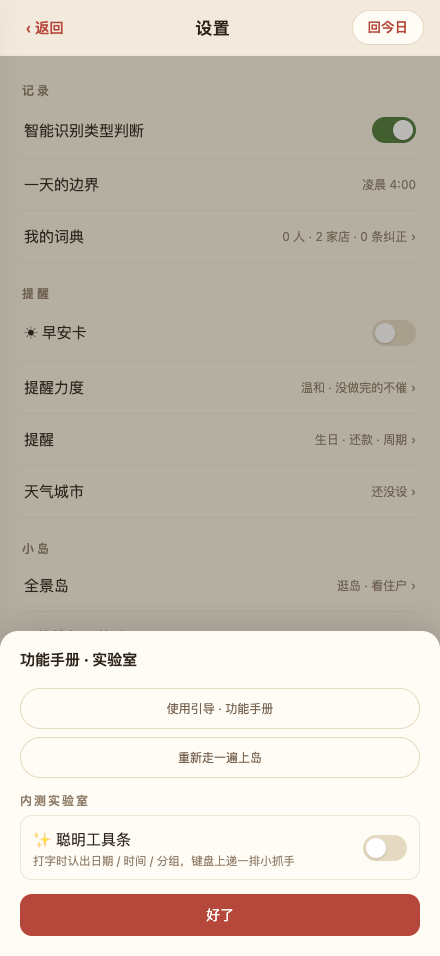 ‹ 返回
设置
回今日
记录
智能识别类型判断
一天的边界
凌晨 4:00
我的词典
0 人 · 2 家店 · 0 条纠正 ›
提醒
☀ 早安卡
提醒力度
温和 · 没做完的不催 ›
提醒
生日 · 还款 · 周期 ›
天气城市
还没设 ›
小岛
全景岛
逛岛 · 看住户 ›
功能手册 · 实验室
使用引导 · 功能手册
重新走一遍上岛
内测实验室
✨ 聪明工具条
打字时认出日期 / 时间 / 分组，键盘上递一排小抓手
好了